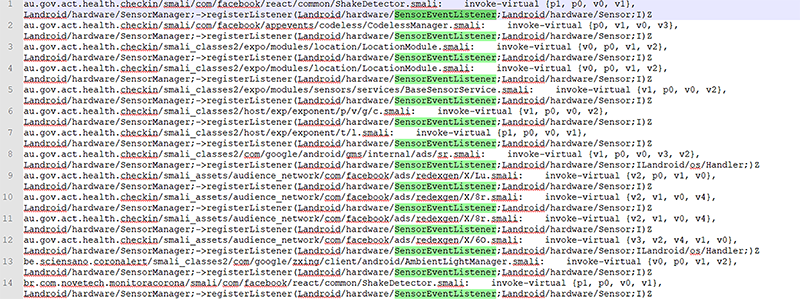 1 au.gov.act.health.checkin/smali/com/facebook/react/common/ShakeDetector.smali: invoke-virtual {p1, p0, v0, v1},
Landroid/hardware/SensorManager;->registerListener(Landroid/hardware/SensorEventListener;Landroid/hardware/Sensor;I)Z
2 au.gov.act.health.checkin/smali/com/facebook/appevents/codeless/CodelessManager.smali: invoke-virtual {p0, v1, v0, v3},
Landroid/hardware/SensorManager;->registerListener(Landroid/hardware/SensorEventListener;Landroid/hardware/Sensor;I)Z
3 au.gov.act.health.checkin/smali_classes2/expo/modules/location/LocationModule.smali: invoke-virtual {v0, p0, v1, v2},
Landroid/hardware/SensorManager;->registerListener(Landroid/hardware/SensorEventListener;Landroid/hardware/Sensor;I)Z
4 au.gov.act.health.checkin/smali_classes2/expo/modules/location/LocationModule.smali: invoke-virtual {v0, p0, v1, v2},
Landroid/hardware/SensorManager;->registerListener(Landroid/hardware/SensorEventListener;Landroid/hardware/Sensor;I)Z
5 au.gov.act.health.checkin/smali_classes2/expo/modules/sensors/services/BaseSensorService.smali: invoke-virtual {v1, p0, v0, v2},
Landroid/hardware/SensorManager;->registerListener(Landroid/hardware/SensorEventListener;Landroid/hardware/Sensor;I)Z
6 au.gov.act.health.checkin/smali_classes2/host/exp/exponent/p/v/g/c.smali: invoke-virtual {v1, p0, v0, v2},
Landroid/hardware/SensorManager;->registerListener(Landroid/hardware/SensorEventListener;Landroid/hardware/Sensor;I)Z
7 au.gov.act.health.checkin/smali_classes2/host/exp/exponent/t/l.smali: invoke-virtual {p1, p0, v0, v1},
Landroid/hardware/SensorManager;->registerListener(Landroid/hardware/SensorEventListener;Landroid/hardware/Sensor;I)Z
8 au.gov.act.health.checkin/smali_classes2/com/google/android/gms/internal/ads/sr.smali: invoke-virtual {v1, p0, v0, v3, v2},
Landroid/hardware/SensorManager;->registerListener(Landroid/hardware/SensorEventListener;Landroid/hardware/Sensor;ILandroid/os/Handler;)Z
9 au.gov.act.health.checkin/smali_assets/audience_network/com/facebook/ads/redexgen/X/Lu.smali: invoke-virtual {v2, p0, v1, v0},
Landroid/hardware/SensorManager;->registerListener(Landroid/hardware/SensorEventListener;Landroid/hardware/Sensor;I)Z
10 au.gov.act.health.checkin/smali_assets/audience_network/com/facebook/ads/redexgen/X/8r.smali: invoke-virtual {v2, v1, v0, v4},
Landroid/hardware/SensorManager;->registerListener(Landroid/hardware/SensorEventListener;Landroid/hardware/Sensor;I)Z
11 au.gov.act.health.checkin/smali_assets/audience_network/com/facebook/ads/redexgen/X/8r.smali: invoke-virtual {v2, v1, v0, v4},
Landroid/hardware/SensorManager;->registerListener(Landroid/hardware/SensorEventListener;Landroid/hardware/Sensor;I)Z
12 au.gov.act.health.checkin/smali_assets/audience_network/com/facebook/ads/redexgen/X/6O.smali: invoke-virtual {v3, v2, v4, v1, v0},
Landroid/hardware/SensorManager;->registerListener(Landroid/hardware/SensorEventListener;Landroid/hardware/Sensor;ILandroid/os/Handler;)Z
13 be.sciensano.coronalert/smali_classes2/com/google/zxing/client/android/AmbientLightManager.smali: invoke-virtual {v0, p0, v1, v2},
Landroid/hardware/SensorManager;->registerListener(Landroid/hardware/SensorEventListener;Landroid/hardware/Sensor;I)Z
14 br.com.novetech.monitoracorona/smali/com/facebook/react/common/ShakeDetector.smali: invoke-virtual {p1, p0, v0, v1},
Landroid/hardware/SensorManager;->registerListener(Landroid/hardware/SensorEventListener;Landroid/hardware/Sensor;I)Z